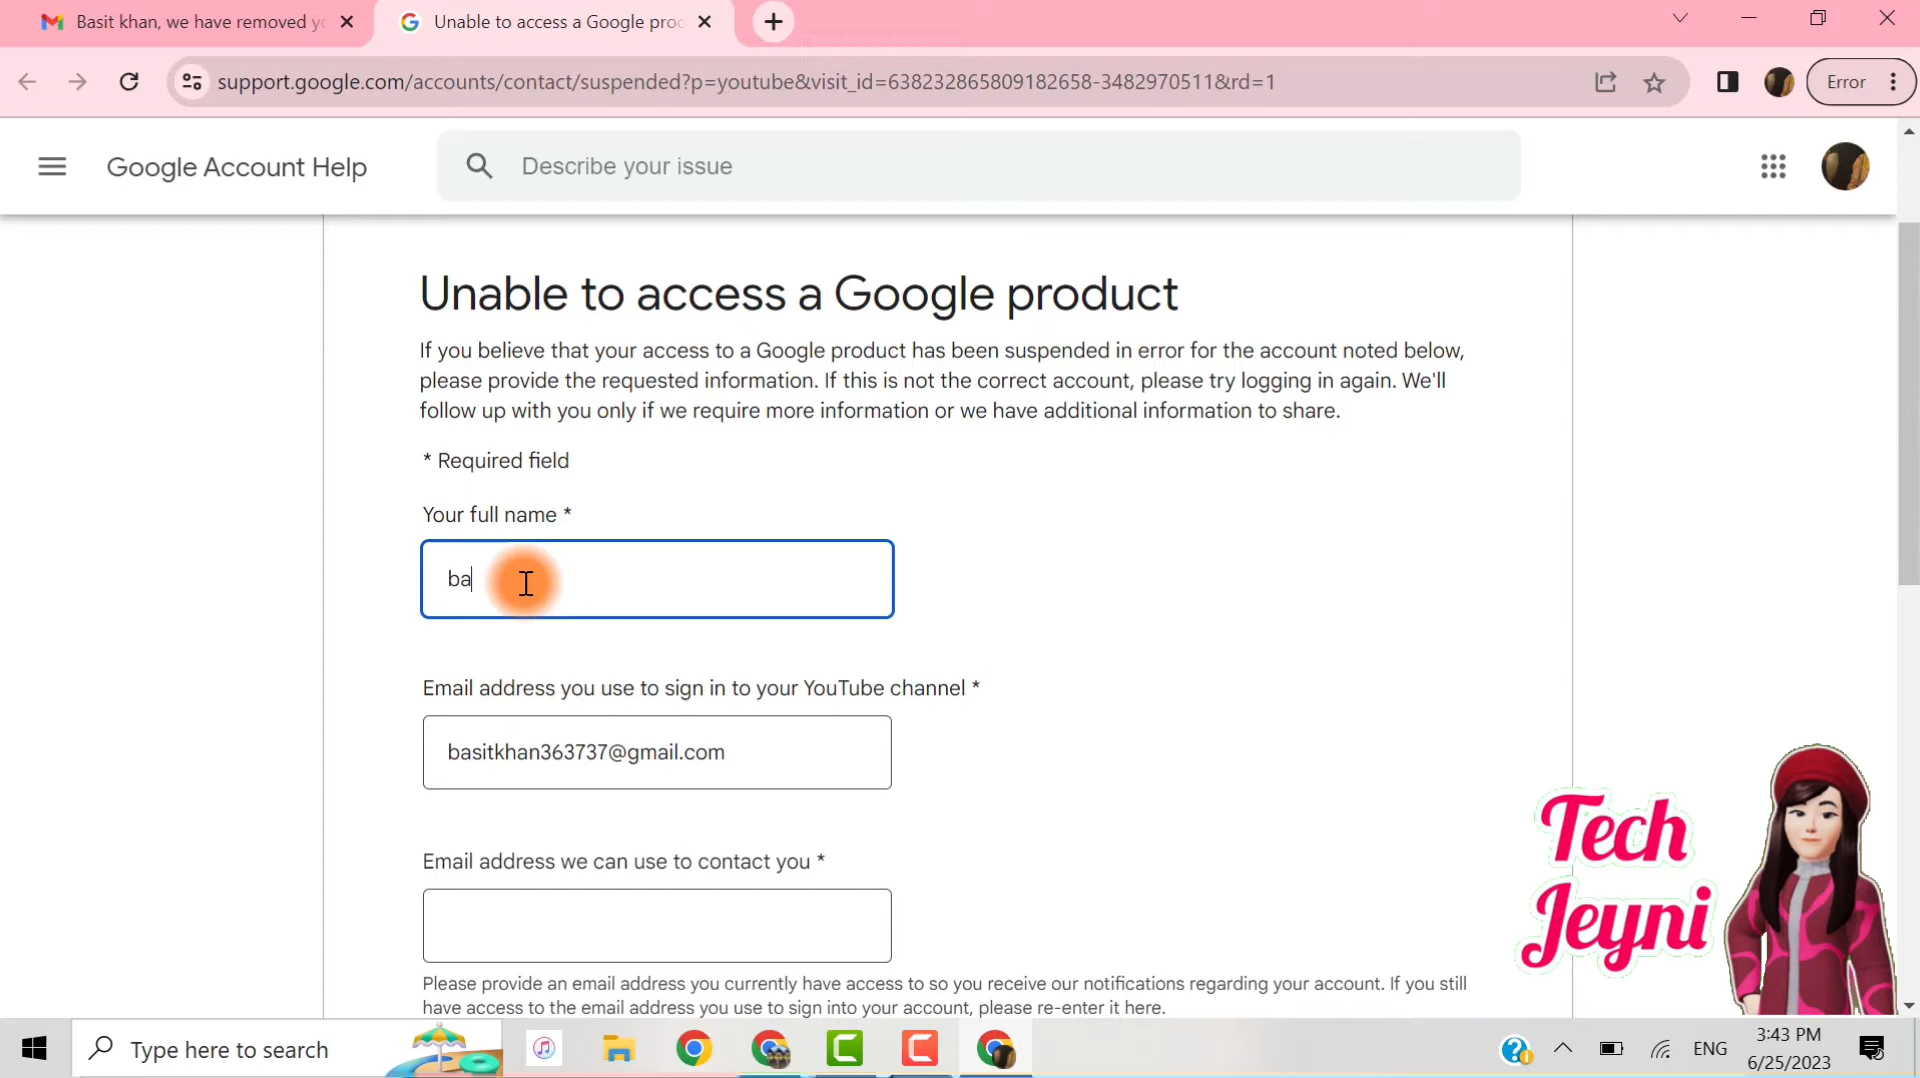 Basit khan, we have removed yo
Unable to access a Google produ
support.google.com/accounts/contact/suspended?p=youtube&visit_id=638232865809182658-3482970511&rd=1
Error
Google Account Help
Describe your issue
Unable to access a Google product
If you believe that your access to a Google product has been suspended in error for the account noted below,
please provide the requested information. If this is not the correct account, please try logging in again. We'll
follow up with you only if we require more information or we have additional information to share.
* Required field
Your full name *
ba
Email address you use to sign in to your YouTube channel *
basitkhan363737@gmail.com
Email address we can use to contact you *
Please provide an email address you currently have access to so you receive our notifications regarding your account. If you still
have access to the email address you use to sign into your account, please re-enter it here.
Tech
Jeyni
Type here to search
ENG
3:43 PM
6/25/2023